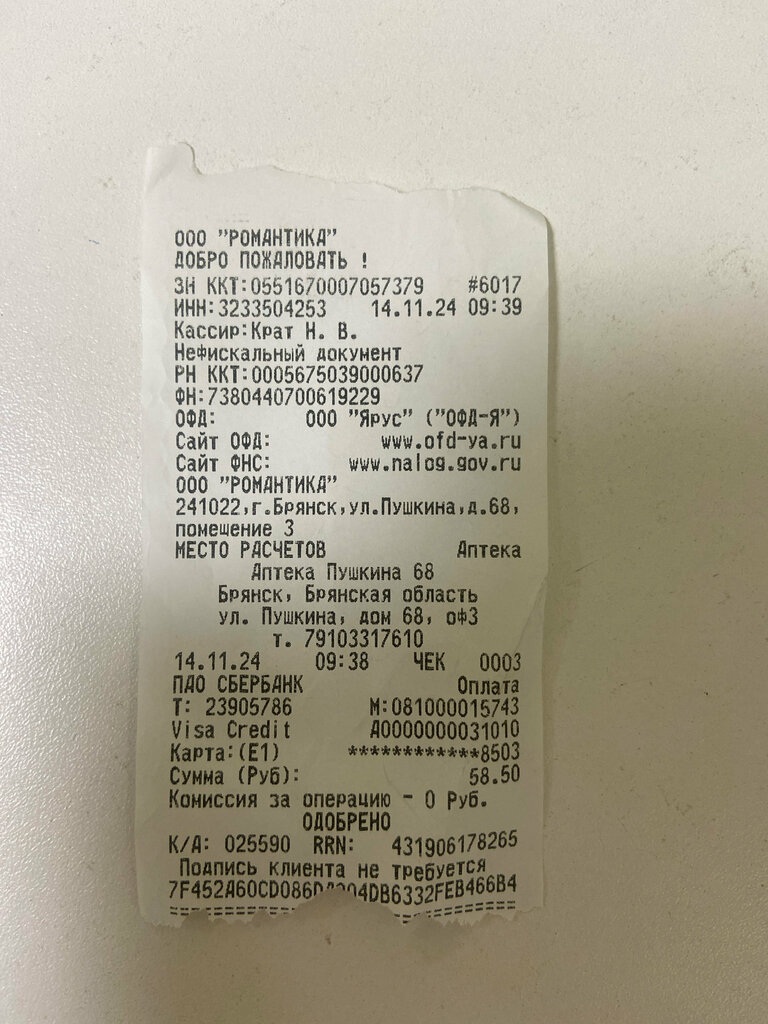 ООО "РОМАНТИКА"
ДОБРО ПОЖАЛОВАТЬ !
ЗН ККТ:0551670007057379 #6017
ИНН:3233504253 14.11.24 09:39
Кассир:Крат Н. В.
Нефискальный документ
РН ККТ:0005675039000637
ФН:7380440700619229
ОФД: ООО "Ярус" ("ОФД-Я")
Сайт ОФД: www.ofd-ya.ru
Сайт ФНС: www.nalog.gov.ru
ООО "РОМАНТИКА"
241022,г.Брянск,ул.Пушкина,д.68,
помещение 3
МЕСТО РАСЧЕТОВ Аптека
Аптека Пушкина 68
Брянск, Брянская область
ул. Пушкина, дом 68, оф3
т. 79103317610
14.11.24 09:38 ЧЕК 0003
ПАО СБЕРБАНК Оплата
Т: 23905786 М:081000015743
Visa Credit A0000000031010
Карта:(E1) ************8503
Сумма (Руб): 58.50
Комиссия за операцию - 0 Руб.
ОДОБРЕНО
К/А: 025590 RRN: 431906178265
Подпись клиента не требуется